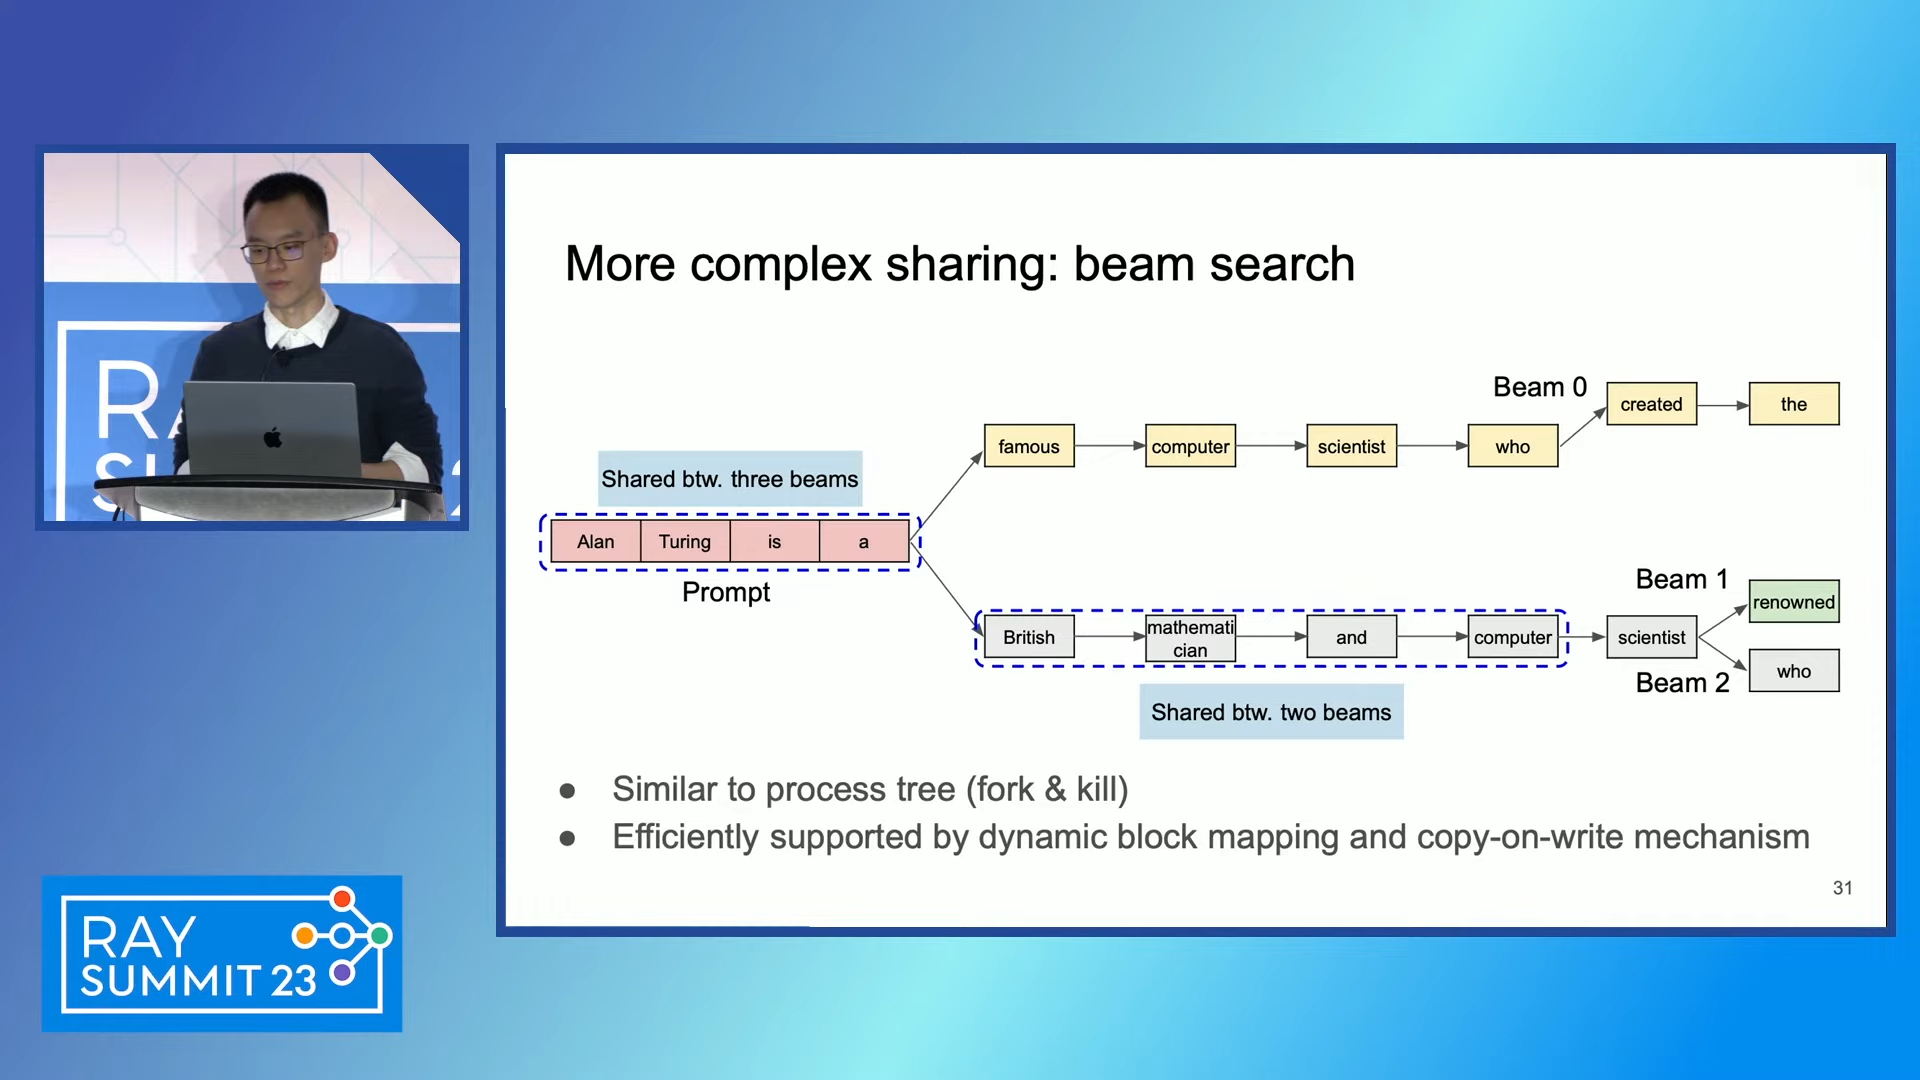 More complex sharing: beam search
Beam 0
created
the
famous
computer
scientist
who
Shared btw. three beams
Alan
Turing
is
a
Prompt
Beam 1
renowned
British
mathemati
cian
and
computer
scientist
Beam 2
who
Shared btw. two beams
● Similar to process tree (fork & kill)
● Efficiently supported by dynamic block mapping and copy-on-write mechanism
31
RAY
SUMMIT 23